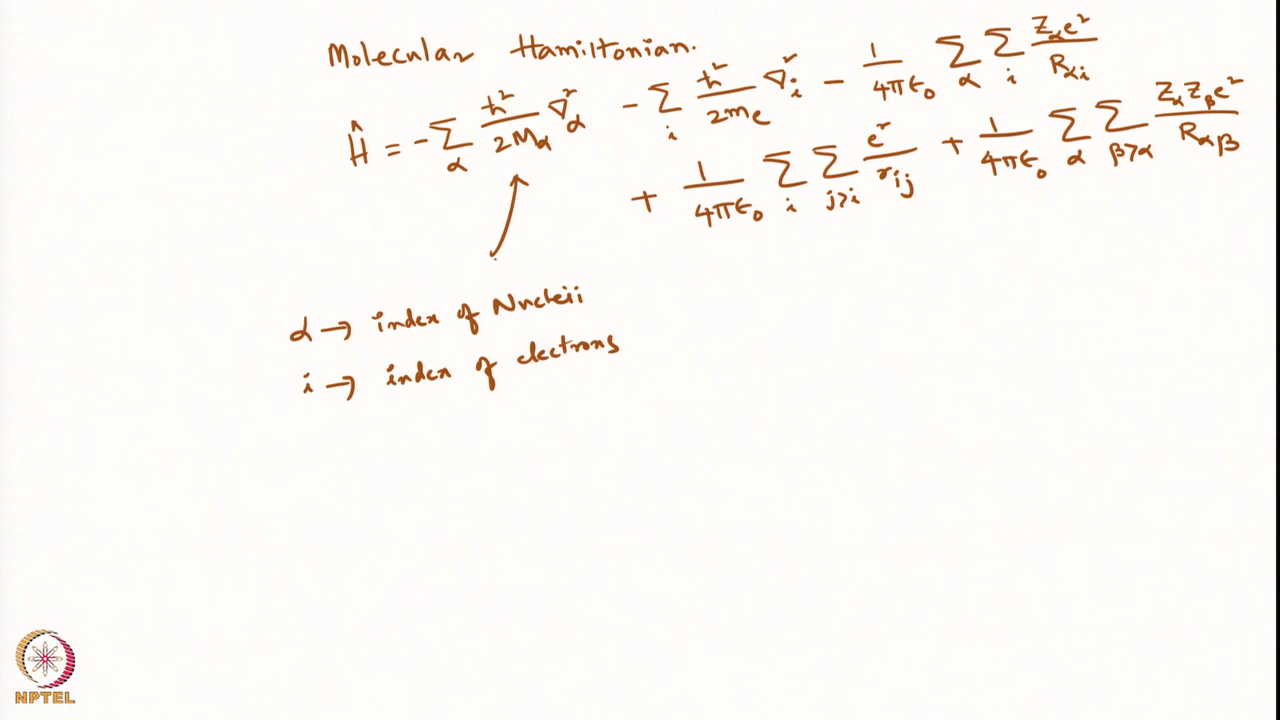 Molecular Hamiltonian.
Ĥ = - ∑_α ħ²/2M_α ∇²_α - ∑_i ħ²/2m_e ∇²_i - 1/4πε₀ ∑_α ∑_i Z_α e²/R_αi
+ 1/4πε₀ ∑_i ∑_j>i e²/r_ij + 1/4πε₀ ∑_α ∑_β>α Z_α Z_β e²/R_αβ
α → index of Nucleii
i → index of electrons
NPTEL